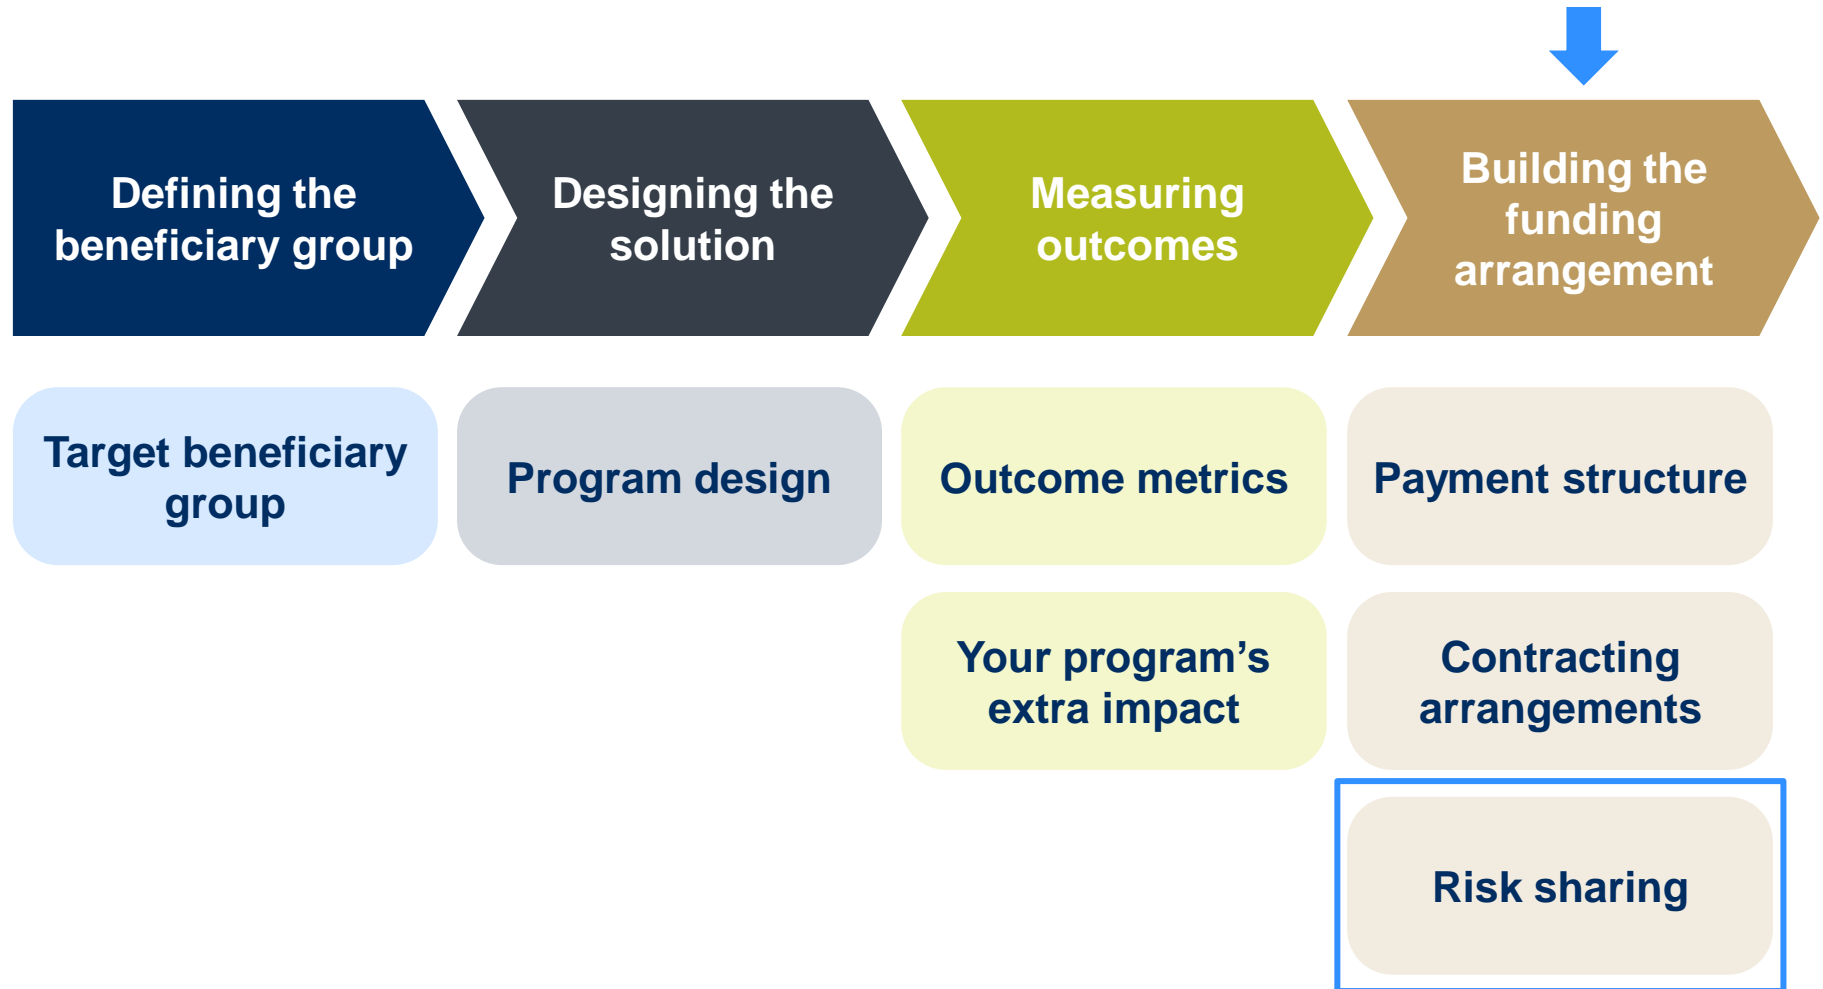 Defining the
beneficiary group
Designing the
solution
Measuring
outcomes
Building the
funding
arrangement
Target beneficiary
group
Program design
Outcome metrics
Payment structure
Your program’s
extra impact
Contracting
arrangements
Risk sharing